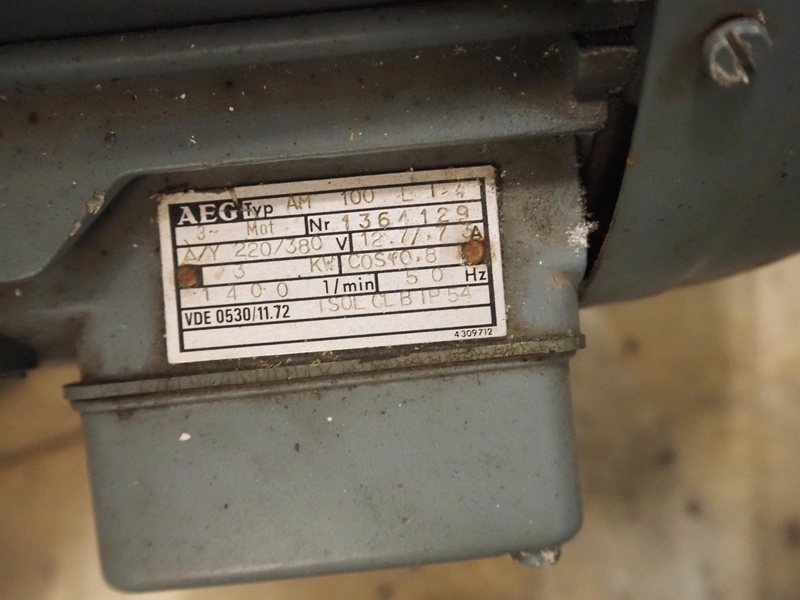 AEG Typ AM 100 L T-4
3~ Mot Nr 1364129
Δ/Y 220/380 V 12.7/7.3 A
3 KW COSφ0.8
1400 1/min 50 Hz
VDE 0530/11.72 ISOL CL B IP 54
4309712